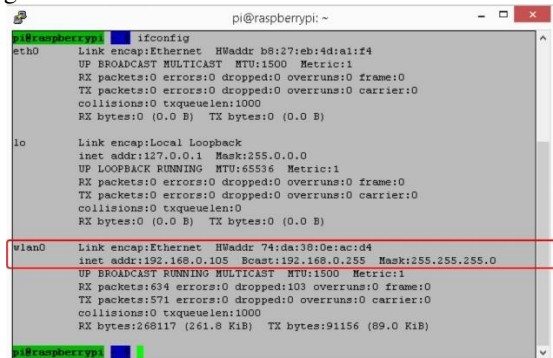 pi@raspberrypi: ~
pi@raspberrypi ifconfig
eth0 Link encap:Ethernet HWaddr b8:27:eb:4d:a1:f4
UP BROADCAST MULTICAST MTU:1500 Metric:1
RX packets:0 errors:0 dropped:0 overruns:0 frame:0
TX packets:0 errors:0 dropped:0 overruns:0 carrier:0
collisions:0 txqueuelen:1000
RX bytes:0 (0.0 B) TX bytes:0 (0.0 B)
lo Link encap:Local Loopback
inet addr:127.0.0.1 Mask:255.0.0.0
UP LOOPBACK RUNNING MTU:65536 Metric:1
RX packets:0 errors:0 dropped:0 overruns:0 frame:0
TX packets:0 errors:0 dropped:0 overruns:0 carrier:0
collisions:0 txqueuelen:0
RX bytes:0 (0.0 B) TX bytes:0 (0.0 B)
wlan0 Link encap:Ethernet HWaddr 74:da:38:0e:ac:d4
inet addr:192.168.0.105 Bcast:192.168.0.255 Mask:255.255.255.0
UP BROADCAST RUNNING MULTICAST MTU:1500 Metric:1
RX packets:634 errors:0 dropped:103 overruns:0 frame:0
TX packets:571 errors:0 dropped:0 overruns:0 carrier:0
collisions:0 txqueuelen:1000
RX bytes:268117 (261.8 KiB) TX bytes:91156 (89.0 KiB)
pi@raspberrypi